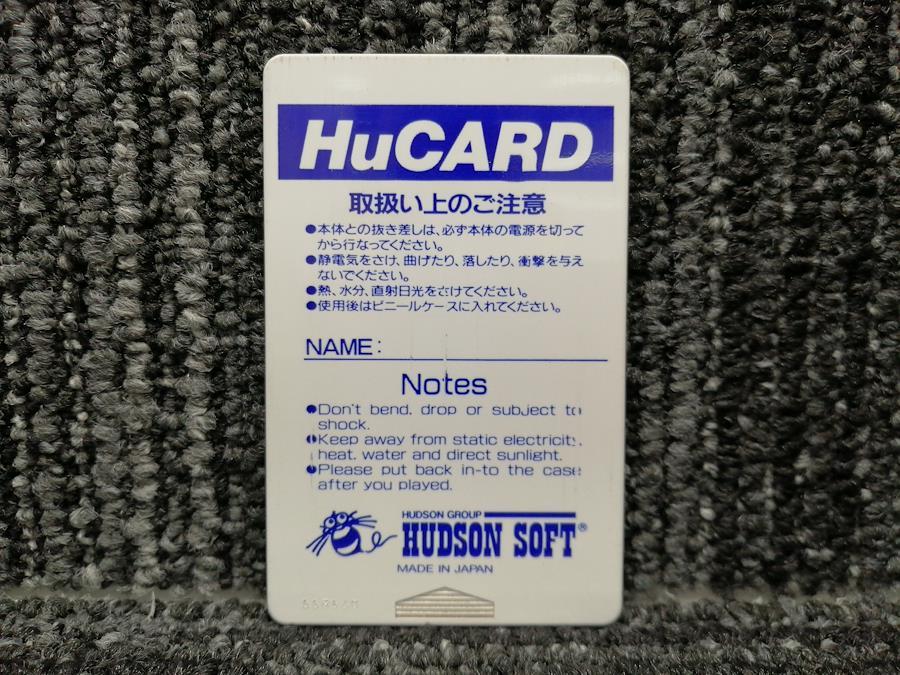 HuCARD
取扱い上のご注意
●本体との抜き差しは、必ず本体の電源を切って
から行なってください。
●静電気をさけ、曲げたり、落したり、衝撃を与え
ないでください。
●熱、水分、直射日光をさけてください。
●使用後はビニールケースに入れてください。
NAME:
Notes
●Don't bend, drop or subject to
shock.
●Keep away from static electricity,
heat, water and direct sunlight.
●Please put back in-to the case
after you played.
HUDSON GROUP
HUDSON SOFT®
MADE IN JAPAN